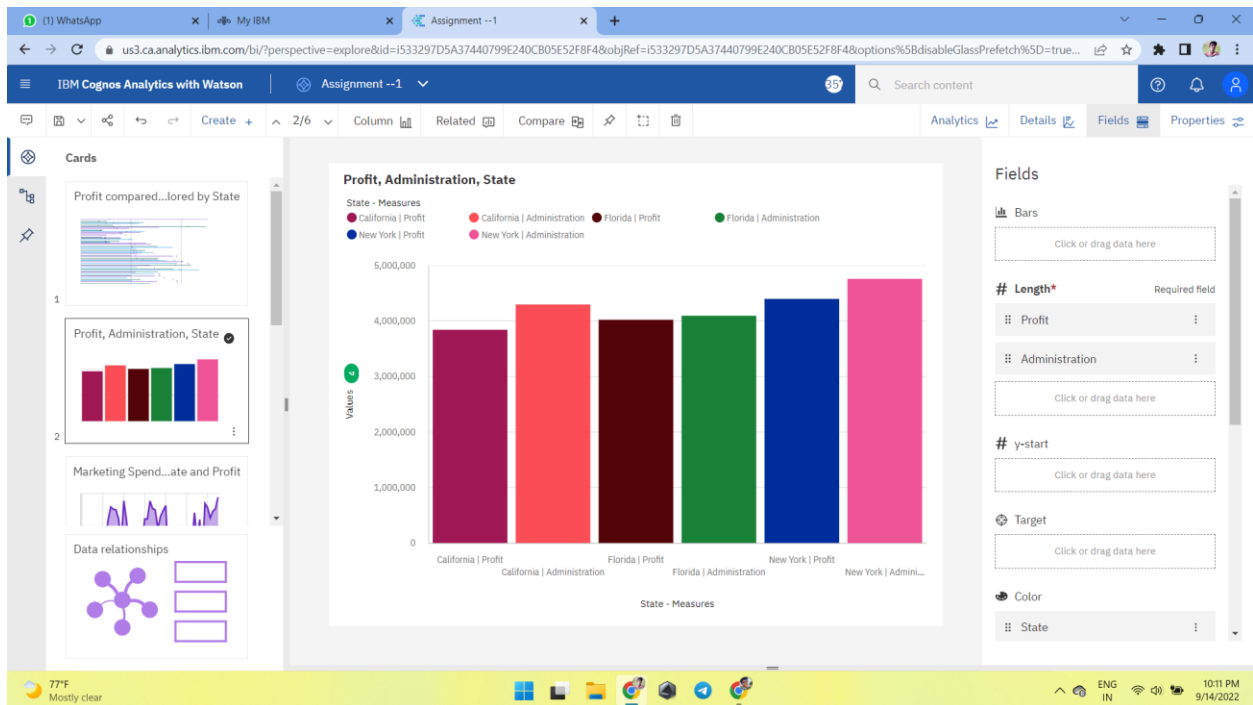 (1) WhatsApp
My IBM
Assignment --1
us3.ca.analytics.ibm.com/bi/?perspective=explore&id=i533297D5A37440799E240CB05E52F8F4&objRef=i533297D5A37440799E240CB05E52F8F4&options%5BdisableGlassPrefetch%5D=true...
IBM Cognos Analytics with Watson
Assignment --1
35
Search content
Create +
2/6
Column
Related
Compare
Analytics
Details
Fields
Properties
Cards
Profit compared...lored by State
1
Profit, Administration, State
2
Marketing Spend...ate and Profit
Data relationships
Profit, Administration, State
State - Measures
California | Profit
California | Administration
Florida | Profit
Florida | Administration
New York | Profit
New York | Administration
5,000,000
4,000,000
3,000,000
2,000,000
1,000,000
0
Values
California | Profit
California | Administration
Florida | Profit
Florida | Administration
New York | Profit
New York | Admini...
State - Measures
Fields
Bars
Click or drag data here
# Length*
Required field
Profit
Administration
Click or drag data here
# y-start
Click or drag data here
Target
Click or drag data here
Color
State
77°F
Mostly clear
ENG
IN
10:11 PM
9/14/2022